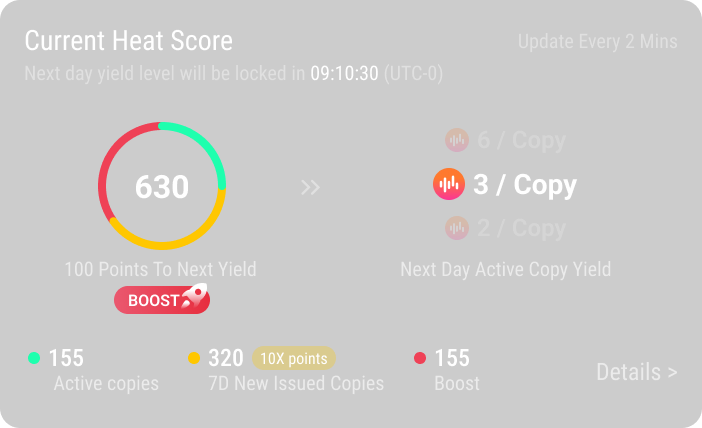 Current Heat Score
Update Every 2 Mins
Next day yield level will be locked in 09:10:30 (UTC-0)
6 / Copy
630
3 / Copy
2 / Copy
100 Points To Next Yield
Next Day Active Copy Yield
BOOST
155
320 10X points
155
Active copies
7D New Issued Copies
Boost
Details >